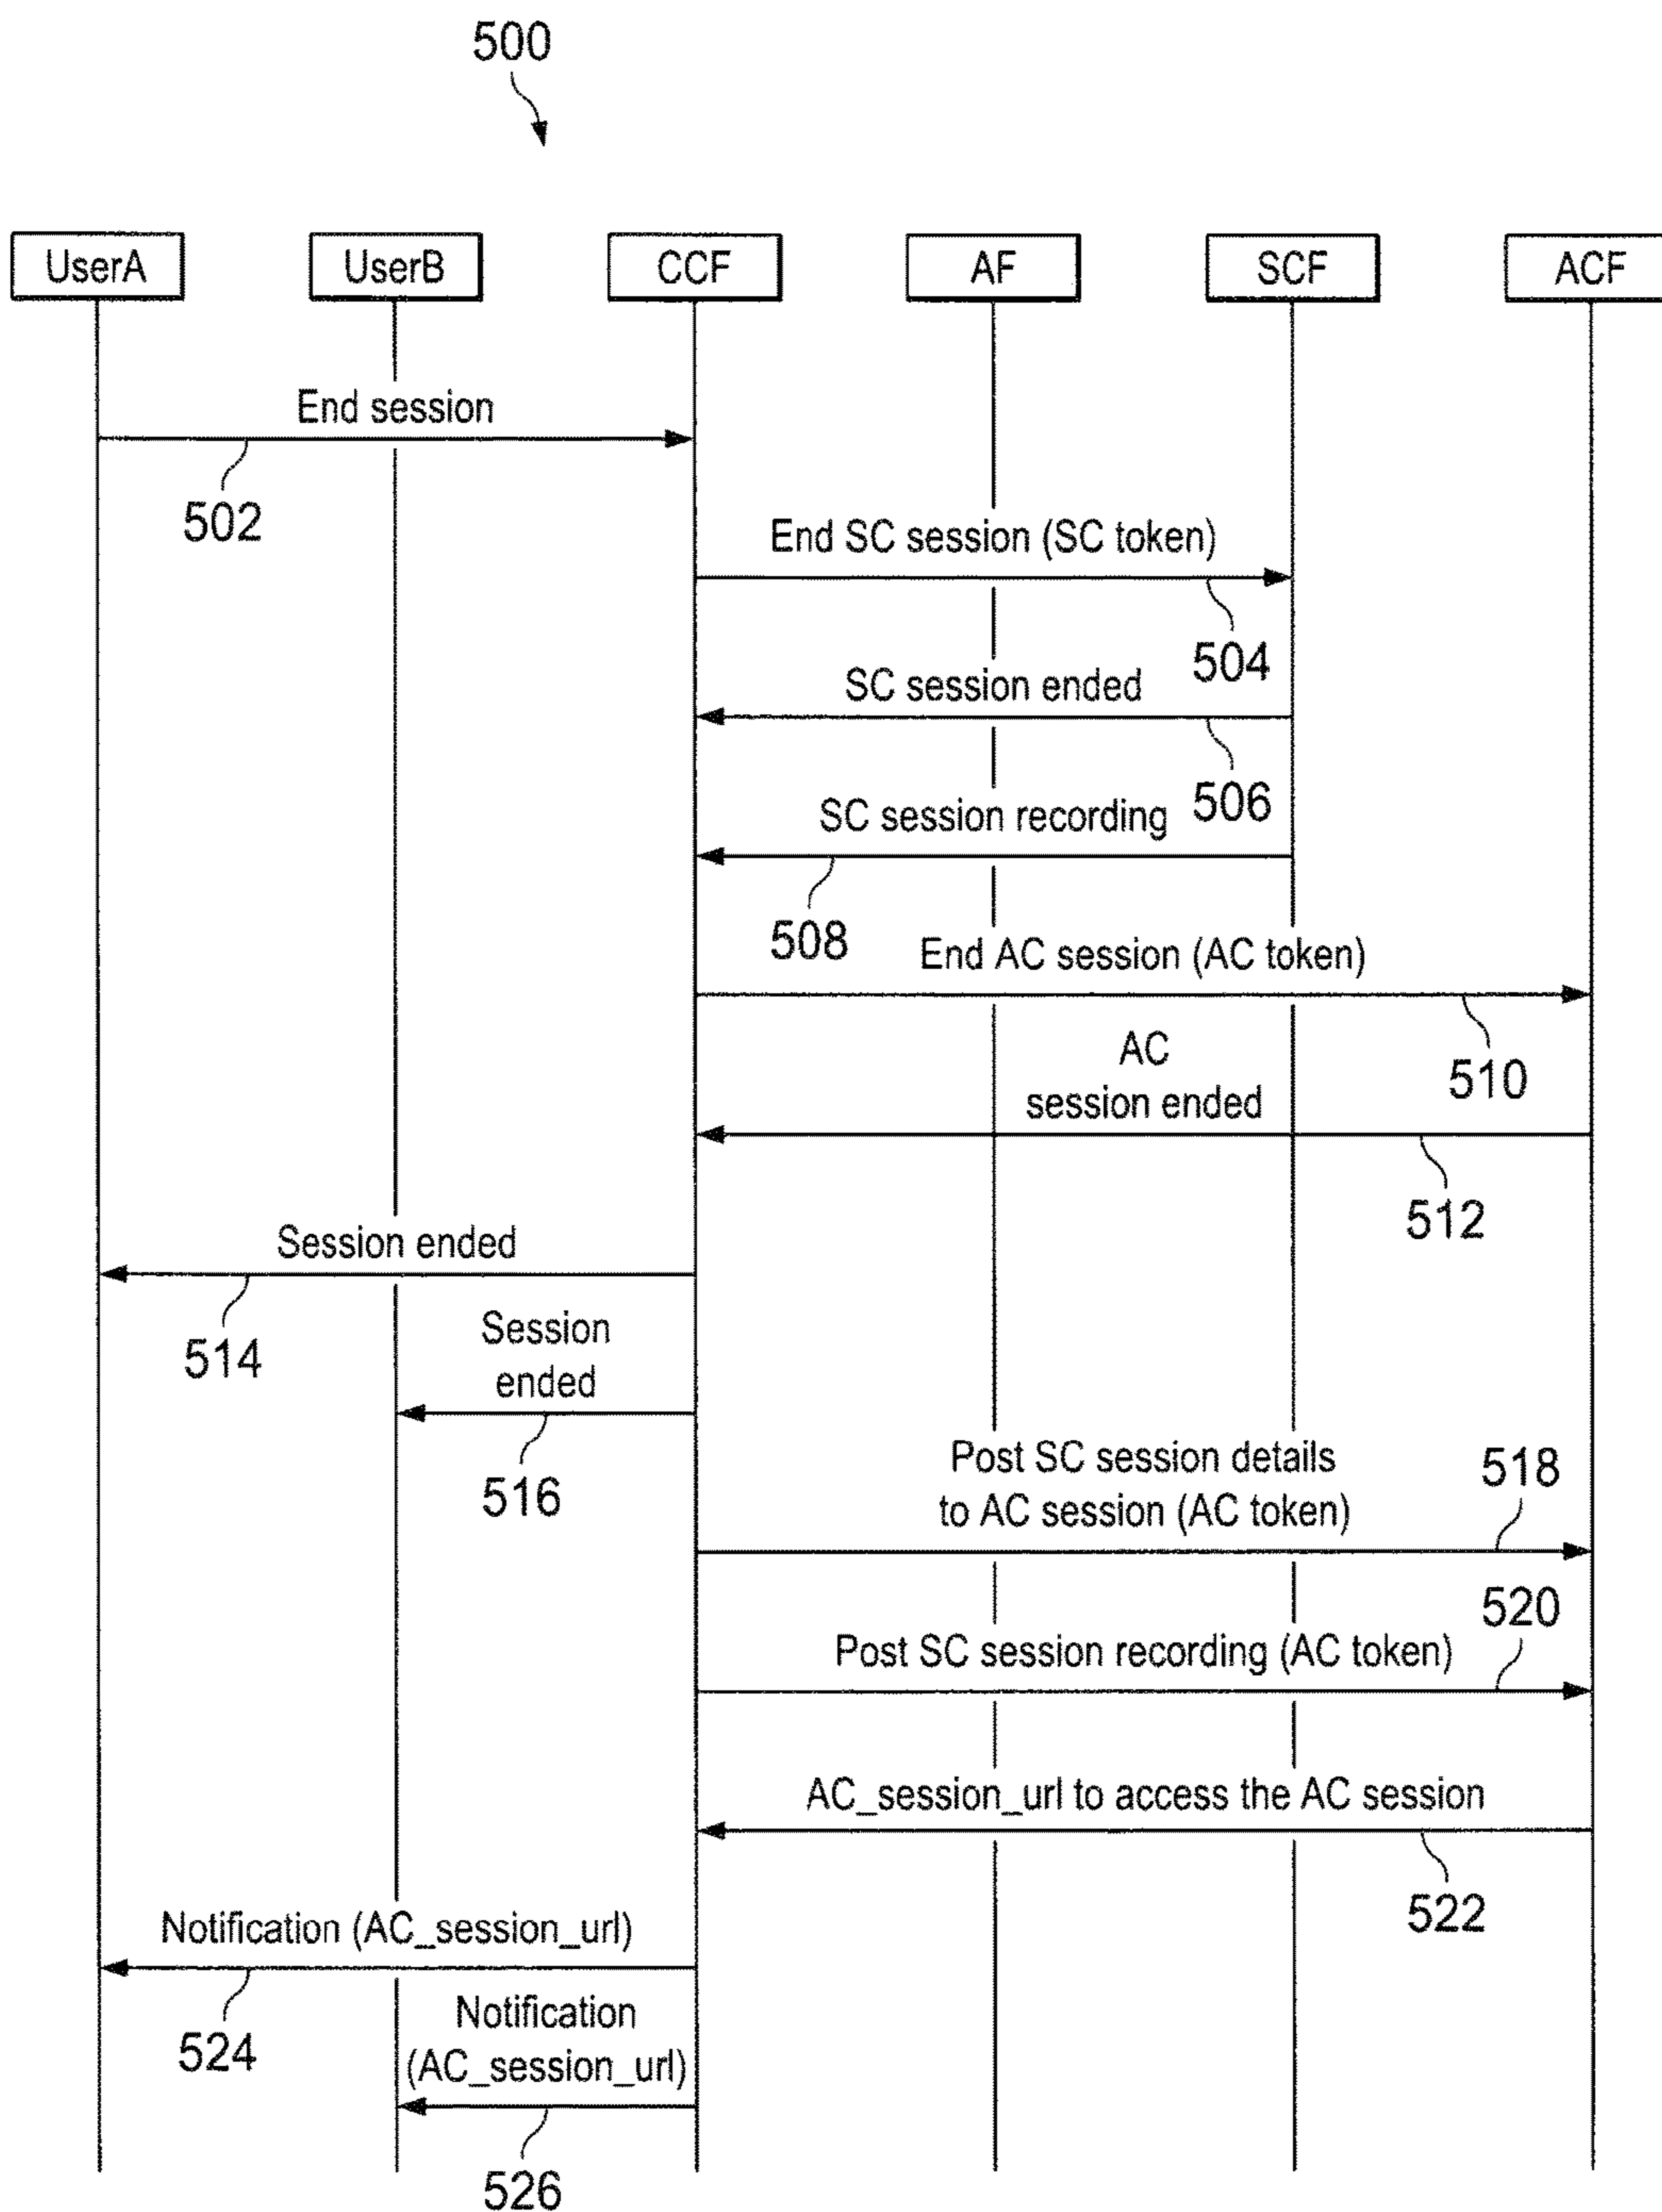 500
UserA UserB CCF AF SCF ACF
End session
502
End SC session (SC token)
504
SC session ended
506
SC session recording
508
End AC session (AC token)
510
AC
session ended
512
Session ended
514
Session
ended
516
Post SC session details
to AC session (AC token)
518
520
Post SC session recording (AC token)
AC_session_url to access the AC session
522
Notification (AC_session_url)
524
Notification
(AC_session_url)
526